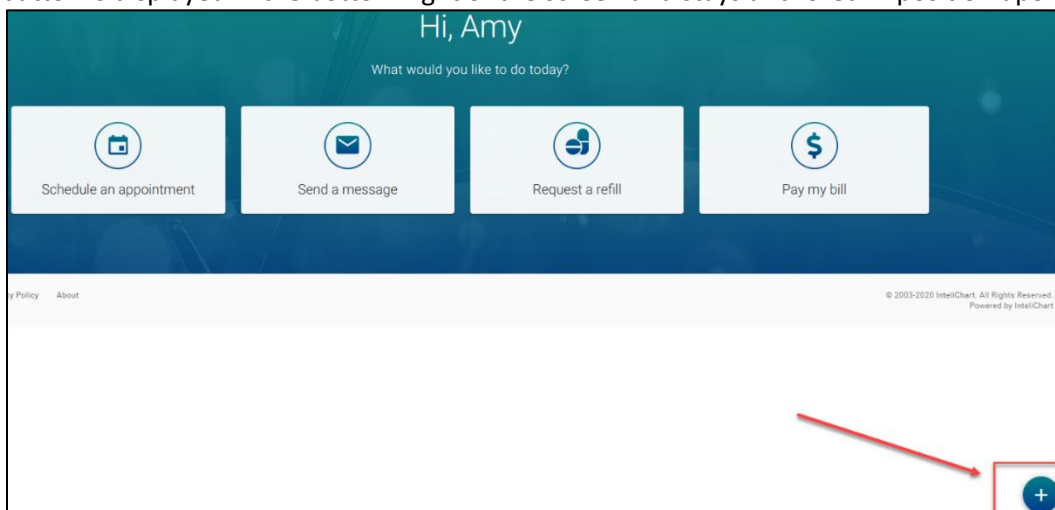 Hi, Amy
What would you like to do today?
Schedule an appointment
Send a message
Request a refill
Pay my bill
Policy About
© 2003-2020 InteliChart. All Rights Reserved.
Powered by InteliChart